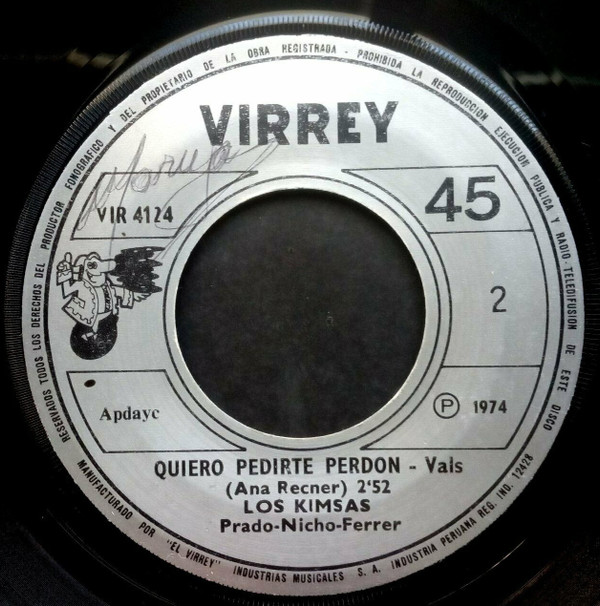 RESERVADOS TODOS LOS DERECHOS DEL PRODUCTOR FONOGRAFICO Y DEL PROPIETARIO DE LA OBRA REGISTRADA - PROHIBIDA LA REPRODUCCION EJECUCION PUBLICA Y RADIO-TELEDIFUSION DE ESTE DISCO
VIRREY
VIR 4124
45
2
Apdayc
Ⓟ 1974
QUIERO PEDIRTE PERDON - Vals
(Ana Recner) 2'52
LOS KIMSAS
Prado-Nicho-Ferrer
MANUFACTURADO POR "EL VIRREY" INDUSTRIAS MUSICALES S. A. INDUSTRIA PERUANA REG. IND. 12428